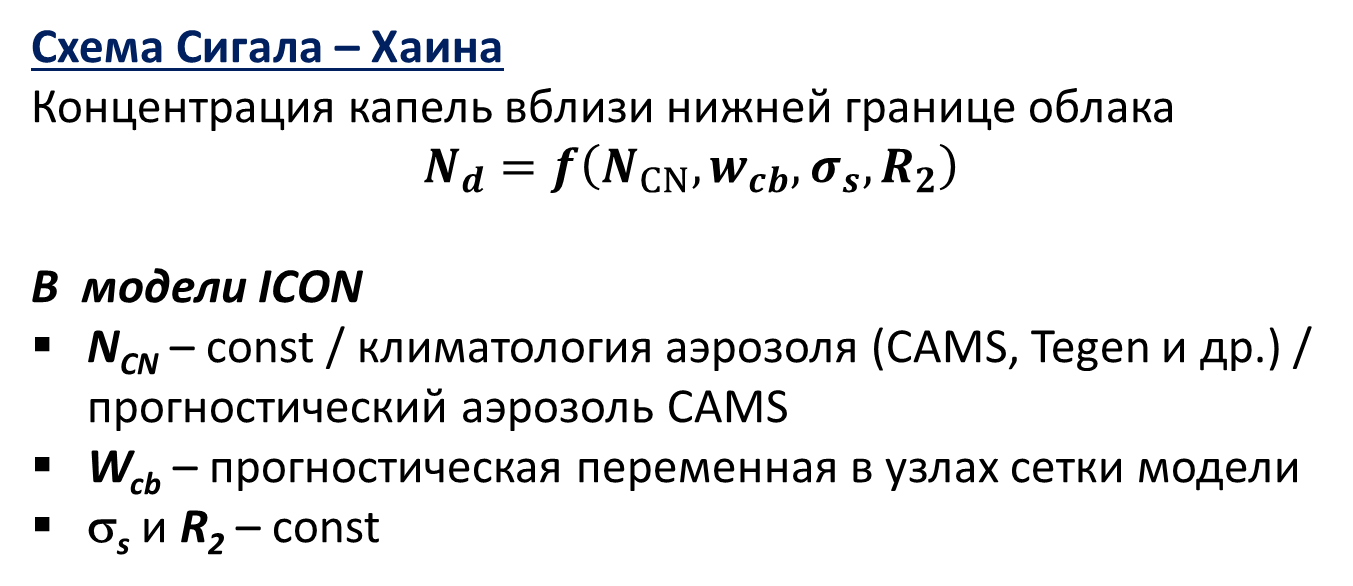 Схема Сигала – Хаина
Концентрация капель вблизи нижней границе облака
N_d = f(N_CN, w_cb, σ_s, R_2)
В модели ICON
▪ N_CN – const / климатология аэрозоля (CAMS, Tegen и др.) /
прогностический аэрозоль CAMS
▪ W_cb – прогностическая переменная в узлах сетки модели
▪ σ_s и R_2 – const